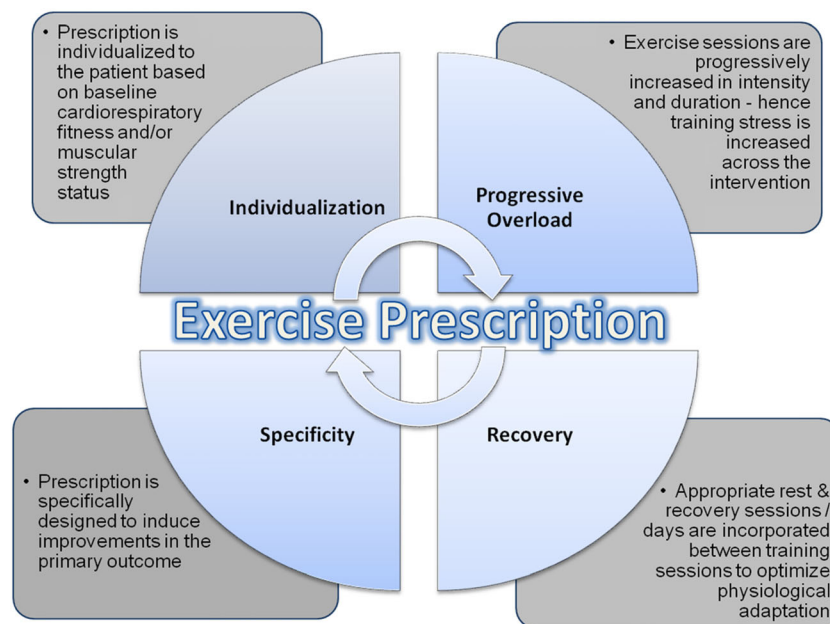 • Prescription is
individualized to
the patient based
on baseline
cardiorespiratory
fitness and/or
muscular
strength
status
Individualization
• Exercise sessions are
progressively
increased in intensity
and duration - hence
training stress is
increased
across the
intervention
Progressive
Overload
Exercise Prescription
Specificity
• Prescription is
specifically
designed to induce
improvements in the
primary outcome
Recovery
• Appropriate rest &
recovery sessions /
days are incorporated
between training
sessions to optimize
physiological
adaptation